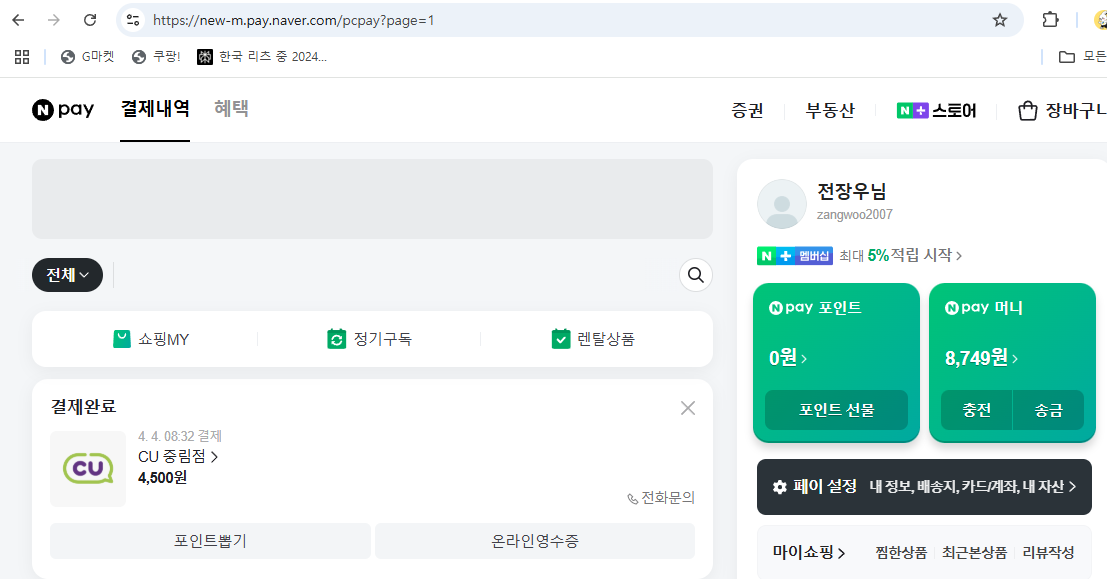 https://new-m.pay.naver.com/pcpay?page=1
G마켓 쿠팡! 한국 리츠 중 2024... 모든
N pay 결제내역 혜택 증권 부동산 N+ 스토어 장바구니
전장우님
zangwoo2007
N + 멤버십 최대 5%적립 시작
전체
쇼핑MY 정기구독 렌탈상품
N pay 포인트
0원
포인트 선물
N pay 머니
8,749원
충전 송금
결제완료
4. 4. 08:32 결제
CU CU 중림점
4,500원
전화문의
포인트뽑기 온라인영수증
페이 설정 내 정보, 배송지, 카드/계좌, 내 자산
마이쇼핑 찜한상품 최근본상품 리뷰작성